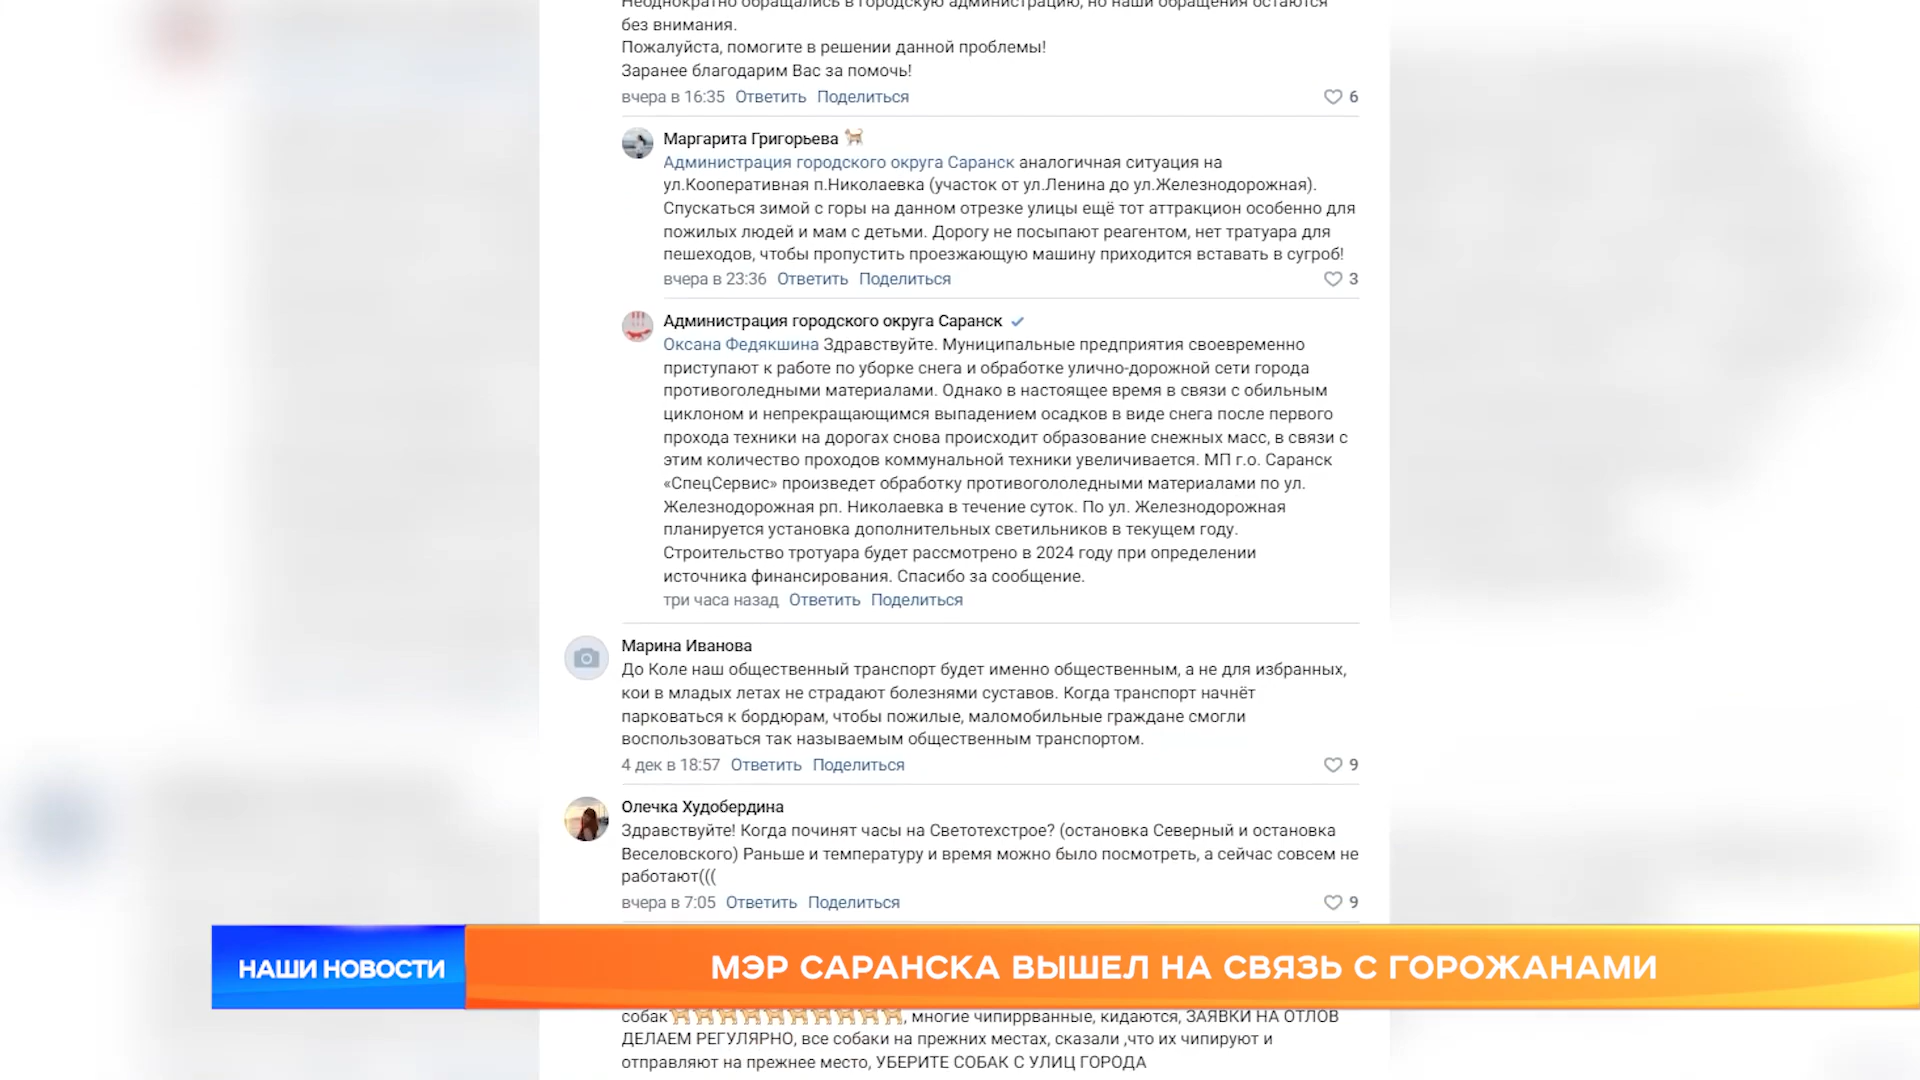 Неоднократно обращались в городскую администрацию, но наши обращения остаются
без внимания.
Пожалуйста, помогите в решении данной проблемы!
Заранее благодарим Вас за помочь!
вчера в 16:35 Ответить Поделиться 6
Маргарита Григорьева
Администрация городского округа Саранск аналогичная ситуация на
ул.Кооперативная п.Николаевка (участок от ул.Ленина до ул.Железнодорожная).
Спускаться зимой с горы на данном отрезке улицы ещё тот аттракцион особенно для
пожилых людей и мам с детьми. Дорогу не посыпают реагентом, нет тратуара для
пешеходов, чтобы пропустить проезжающую машину приходится вставать в сугроб!
вчера в 23:36 Ответить Поделиться 3
Администрация городского округа Саранск
Оксана Федякшина Здравствуйте. Муниципальные предприятия своевременно
приступают к работе по уборке снега и обработке улично-дорожной сети города
противогололедными материалами. Однако в настоящее время в связи с обильным
циклоном и непрекращающимся выпадением осадков в виде снега после первого
прохода техники на дорогах снова происходит образование снежных масс, в связи с
этим количество проходов коммунальной техники увеличивается. МП г.о. Саранск
«СпецСервис» произведет обработку противогололедными материалами по ул.
Железнодорожная рп. Николаевка в течение суток. По ул. Железнодорожная
планируется установка дополнительных светильников в текущем году.
Строительство тротуара будет рассмотрено в 2024 году при определении
источника финансирования. Спасибо за сообщение.
три часа назад Ответить Поделиться
Марина Иванова
До Коле наш общественный транспорт будет именно общественным, а не для избранных,
кои в младых летах не страдают болезнями суставов. Когда транспорт начнёт
парковаться к бордюрам, чтобы пожилые, маломобильные граждане смогли
воспользоваться так называемым общественным транспортом.
4 дек в 18:57 Ответить Поделиться 9
Олечка Худобердина
Здравствуйте! Когда починят часы на Светотехстрое? (остановка Северный и остановка
Веселовского) Раньше и температуру и время можно было посмотреть, а сейчас совсем не
работают(((
вчера в 7:05 Ответить Поделиться 9
НАШИ НОВОСТИ
МЭР САРАНСКА ВЫШЕЛ НА СВЯЗЬ С ГОРОЖАНАМИ
собак🐕🐕🐕🐕🐕🐕🐕🐕🐕🐕, многие чипиррванные, кидаются, ЗАЯВКИ НА ОТЛОВ
ДЕЛАЕМ РЕГУЛЯРНО, все собаки на прежних местах, сказали ,что их чипируют и
отправляют на прежнее место, УБЕРИТЕ СОБАК С УЛИЦ ГОРОДА